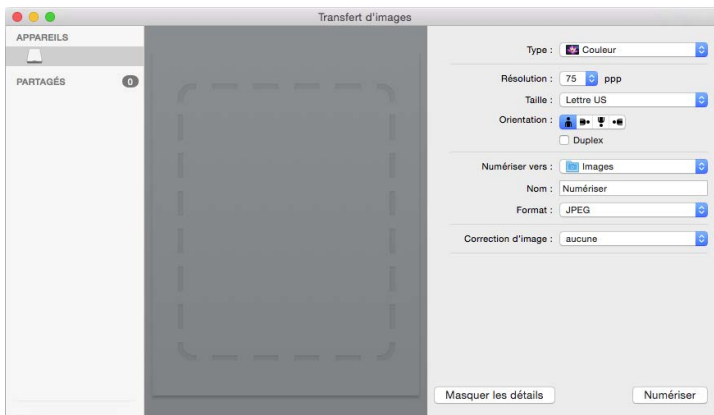 Transfert d'images
APPAREILS
PARTAGÉS 0
Type : Couleur
Résolution : 75 ppp
Taille : Lettre US
Orientation :
Duplex
Numériser vers : Images
Nom : Numériser
Format : JPEG
Correction d'image : aucune
Masquer les détails Numériser